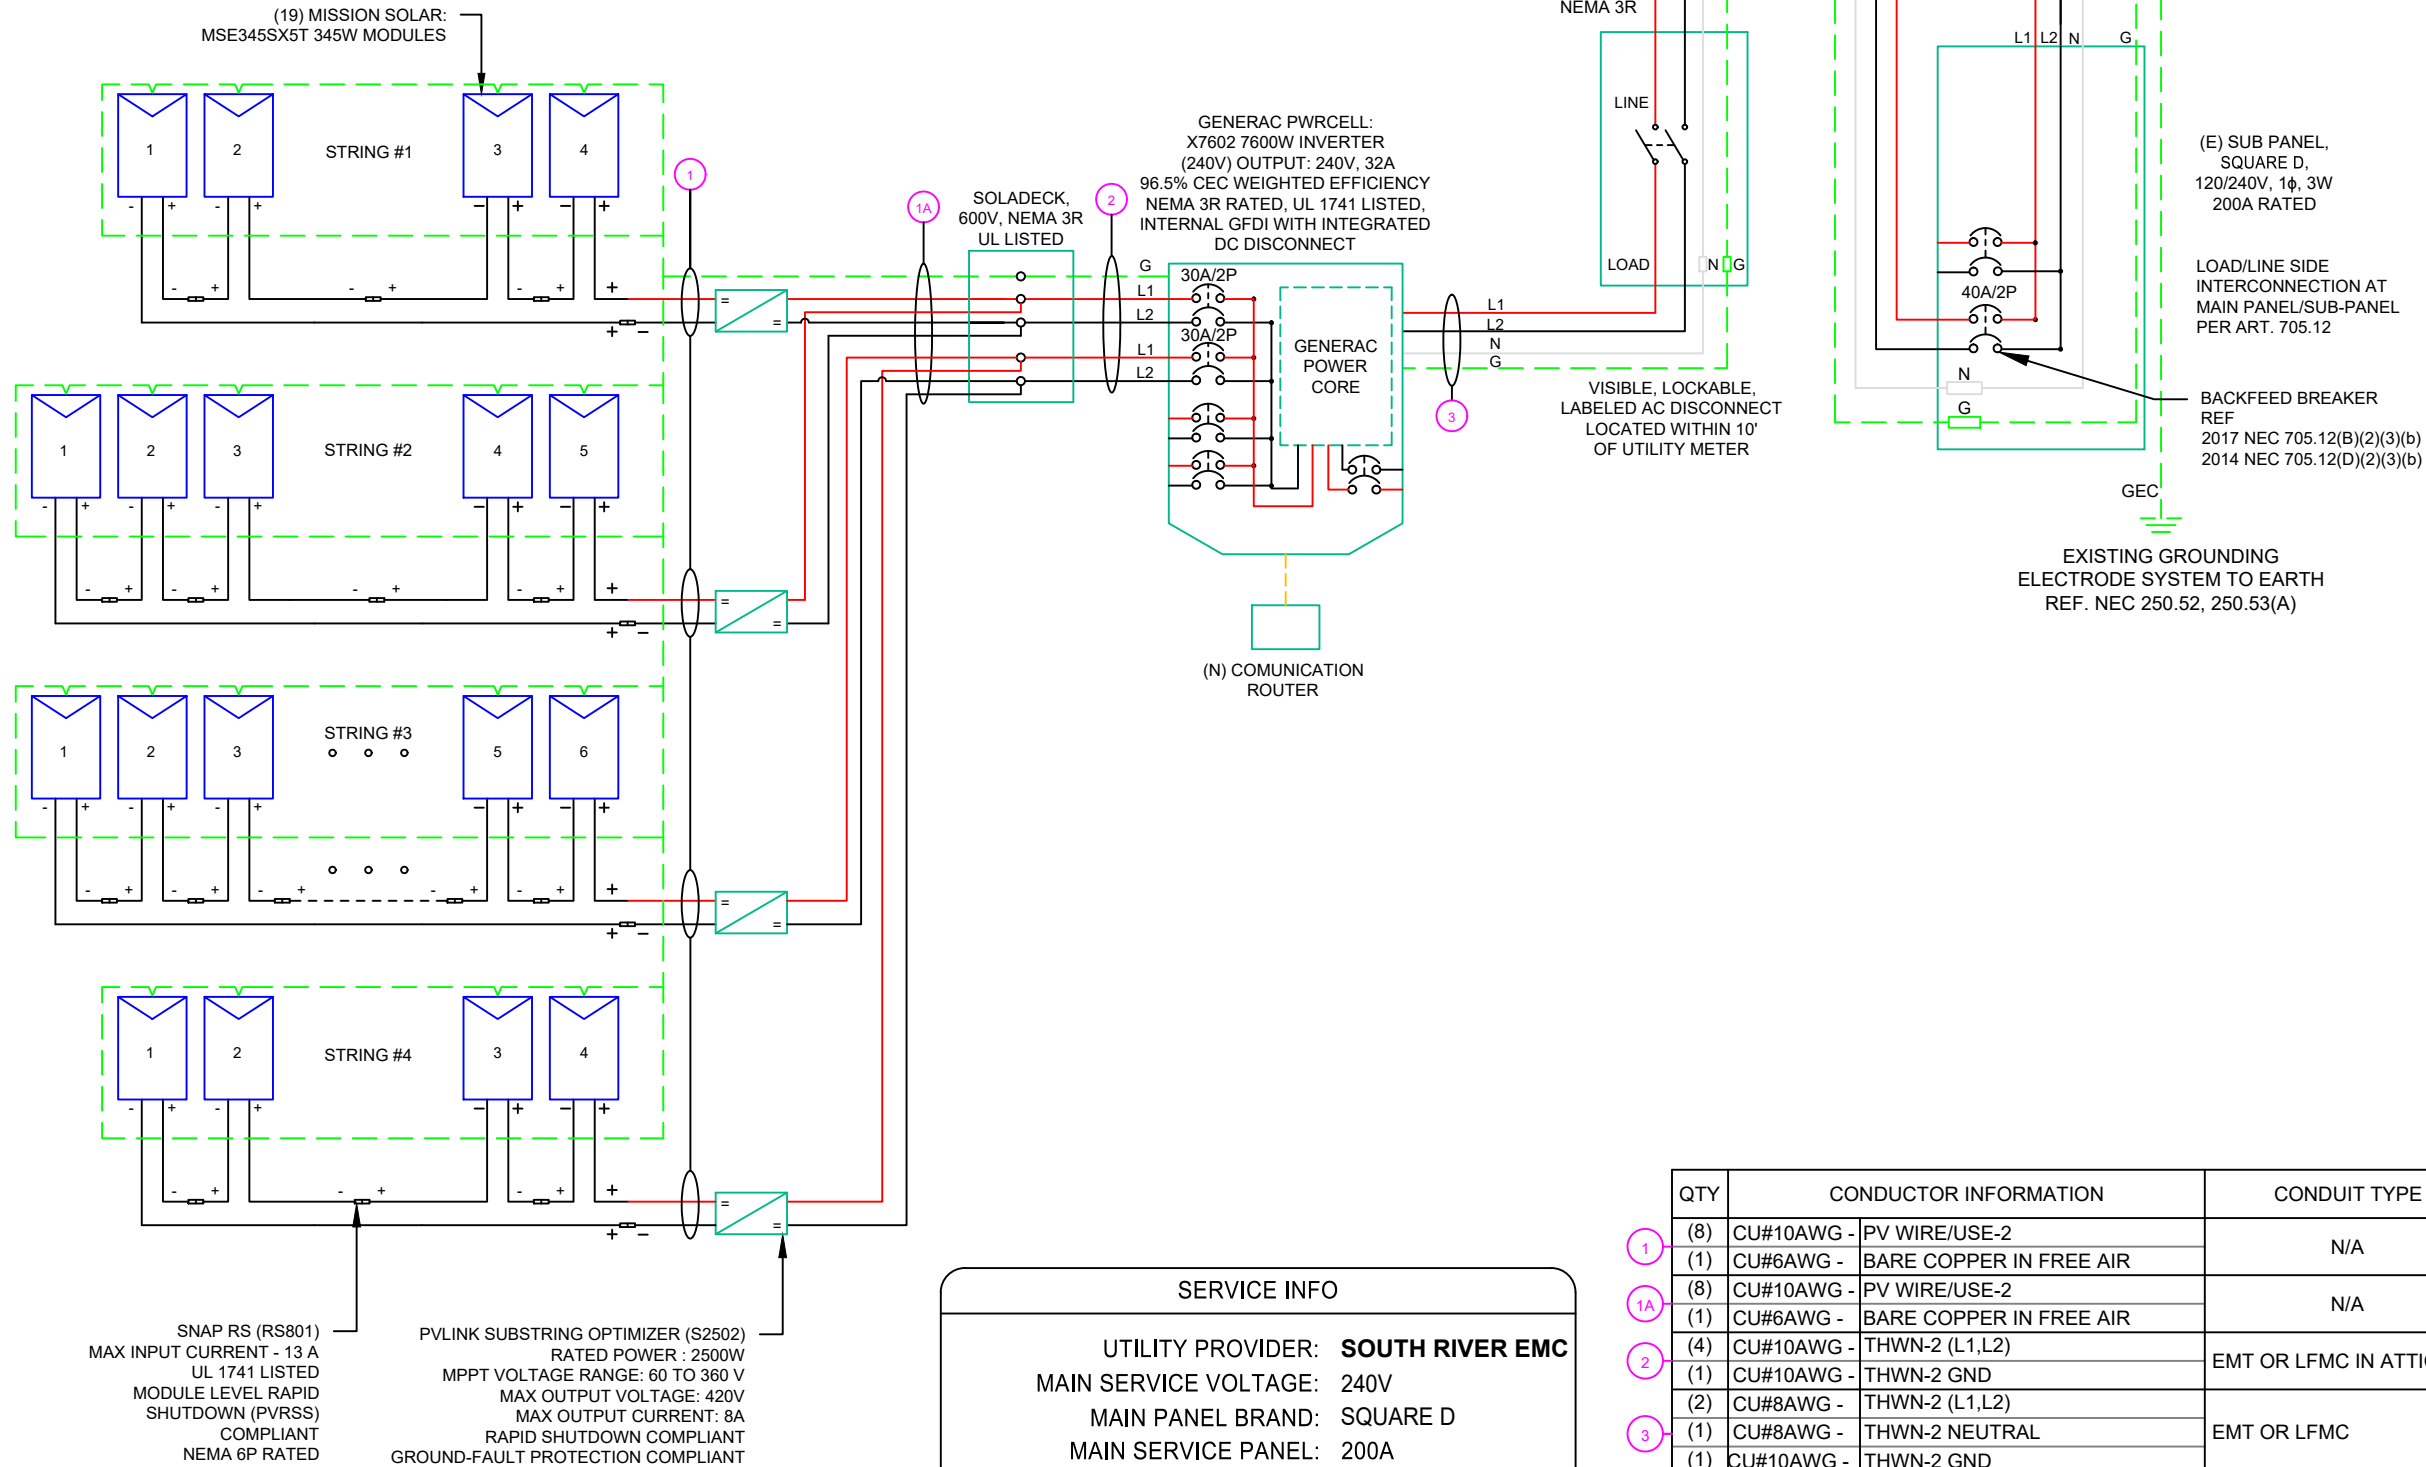 (19) MISSION SOLAR:
MSE345SX5T 345W MODULES
1
2
STRING #1
3
4
- + - + - + - +
- + - + - + +
+ -
1
2
3
STRING #2
4
5
- + - + - + - +
- + - + - + - + +
+ -
1
2
3
STRING #3
5
6
- + - + - + - +
- + - + - + - + - + +
+ -
1
2
STRING #4
3
4
- + - + - + - +
- + - + - + +
+ -
1
= =
= =
= =
= =
SNAP RS (RS801)
MAX INPUT CURRENT - 13 A
UL 1741 LISTED
MODULE LEVEL RAPID
SHUTDOWN (PVRSS)
COMPLIANT
NEMA 6P RATED
PVLINK SUBSTRING OPTIMIZER (S2502)
RATED POWER : 2500W
MPPT VOLTAGE RANGE: 60 TO 360 V
MAX OUTPUT VOLTAGE: 420V
MAX OUTPUT CURRENT: 8A
RAPID SHUTDOWN COMPLIANT
GROUND-FAULT PROTECTION COMPLIANT
1A
SOLADECK,
600V, NEMA 3R
UL LISTED
2
GENERAC PWRCELL:
X7602 7600W INVERTER
(240V) OUTPUT: 240V, 32A
96.5% CEC WEIGHTED EFFICIENCY
NEMA 3R RATED, UL 1741 LISTED,
INTERNAL GFDI WITH INTEGRATED
DC DISCONNECT
G
L1
L2
L1
L2
30A/2P
30A/2P
GENERAC
POWER
CORE
(N) COMUNICATION
ROUTER
L1
L2
N
G
3
NEMA 3R
LINE
LOAD
N G
VISIBLE, LOCKABLE,
LABELED AC DISCONNECT
LOCATED WITHIN 10'
OF UTILITY METER
L1 L2 N G
40A/2P
N
G
(E) SUB PANEL,
SQUARE D,
120/240V, 1ϕ, 3W
200A RATED
LOAD/LINE SIDE
INTERCONNECTION AT
MAIN PANEL/SUB-PANEL
PER ART. 705.12
BACKFEED BREAKER
REF
2017 NEC 705.12(B)(2)(3)(b)
2014 NEC 705.12(D)(2)(3)(b)
GEC
EXISTING GROUNDING
ELECTRODE SYSTEM TO EARTH
REF. NEC 250.52, 250.53(A)
SERVICE INFO
UTILITY PROVIDER: SOUTH RIVER EMC
MAIN SERVICE VOLTAGE: 240V
MAIN PANEL BRAND: SQUARE D
MAIN SERVICE PANEL: 200A
QTY CONDUCTOR INFORMATION CONDUIT TYPE
1 (8) CU#10AWG - PV WIRE/USE-2 N/A
(1) CU#6AWG - BARE COPPER IN FREE AIR
1A (8) CU#10AWG - PV WIRE/USE-2 N/A
(1) CU#6AWG - BARE COPPER IN FREE AIR
2 (4) CU#10AWG - THWN-2 (L1,L2) EMT OR LFMC IN
(1) CU#10AWG - THWN-2 GND
3 (2) CU#8AWG - THWN-2 (L1,L2) EMT OR LFMC
(1) CU#8AWG - THWN-2 NEUTRAL
(1) CU#10AWG - THWN-2 GND